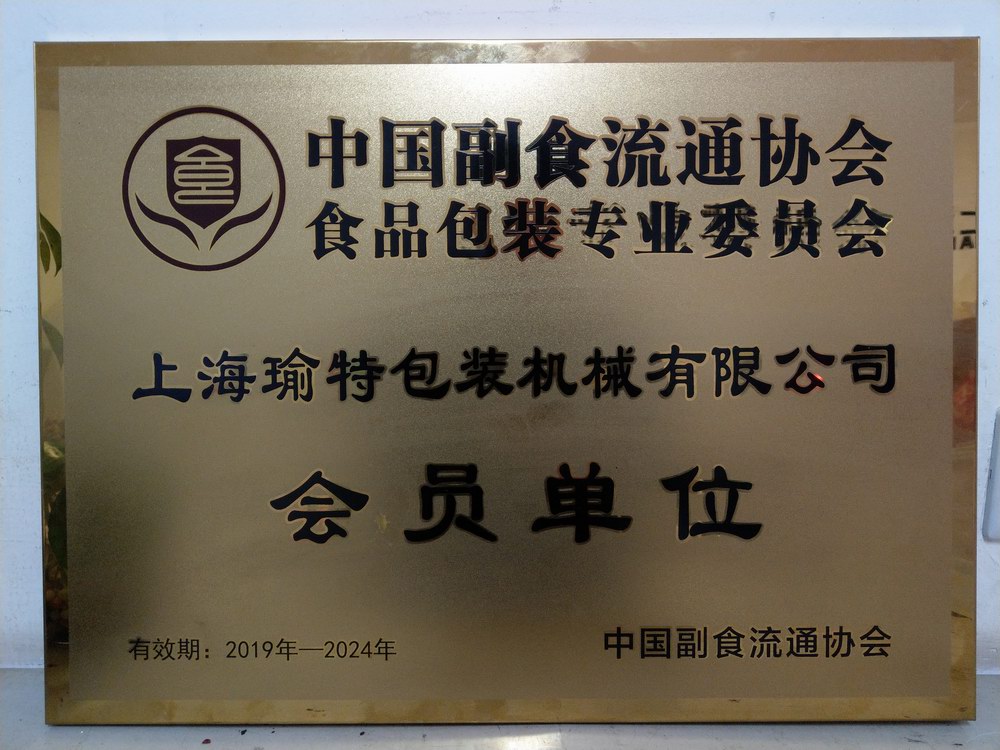 中国副食流通协会
食品包装专业委员会
上海瑜特包装机械有限公司
会员单位
有效期：2019年—2024年
中国副食流通协会